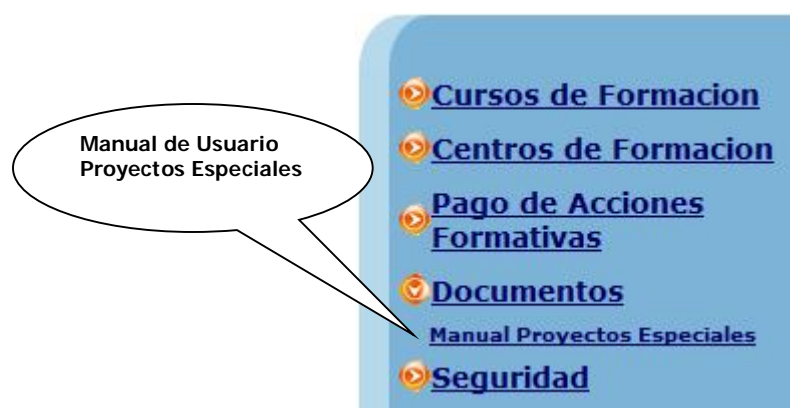 Manual de Usuario
Proyectos Especiales
Cursos de Formacion
Centros de Formacion
Pago de Acciones
Formativas
Documentos
Manual Proyectos Especiales
Seguridad